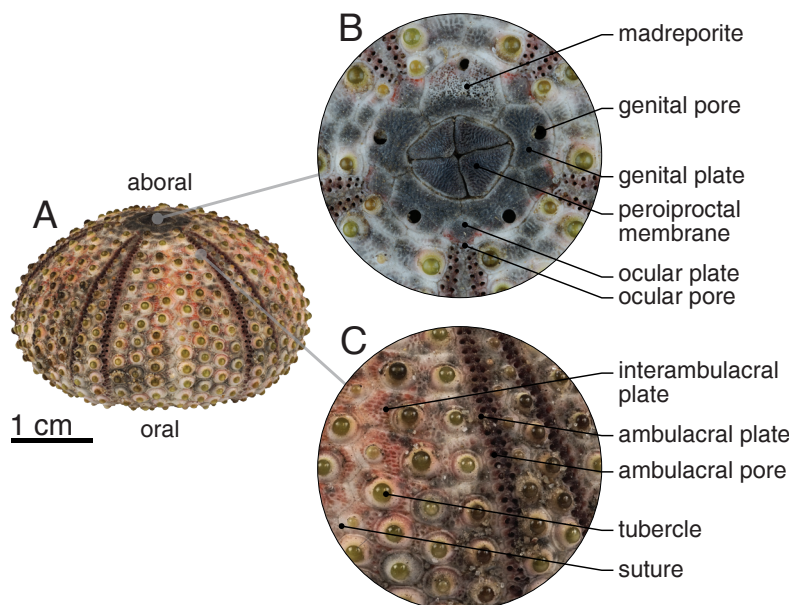 A
aboral
oral
1 cm
B
madreporite
genital pore
genital plate
peroiproctal
membrane
ocular plate
ocular pore
C
interambulacral
plate
ambulacral plate
ambulacral pore
tubercle
suture